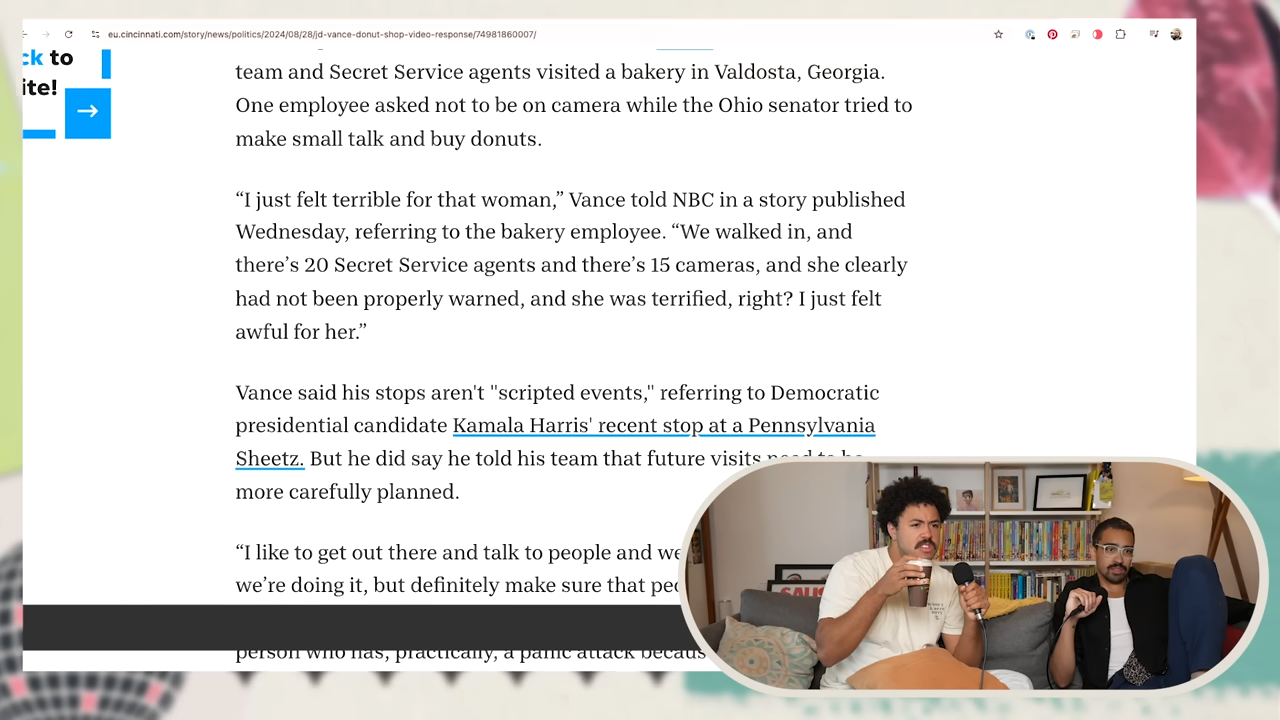 eu.cincinnati.com/story/news/politics/2024/08/28/jd-vance-donut-shop-video-response/74981860007/
ck to
ite!
team and Secret Service agents visited a bakery in Valdosta, Georgia.
One employee asked not to be on camera while the Ohio senator tried to
make small talk and buy donuts.
“I just felt terrible for that woman,” Vance told NBC in a story published
Wednesday, referring to the bakery employee. “We walked in, and
there’s 20 Secret Service agents and there’s 15 cameras, and she clearly
had not been properly warned, and she was terrified, right? I just felt
awful for her.”
Vance said his stops aren't "scripted events," referring to Democratic
presidential candidate Kamala Harris' recent stop at a Pennsylvania
Sheetz. But he did say he told his team that future visits need to be
more carefully planned.
“I like to get out there and talk to people and we
we’re doing it, but definitely make sure that peo
person who has, practically, a panic attack becaus
SAUS